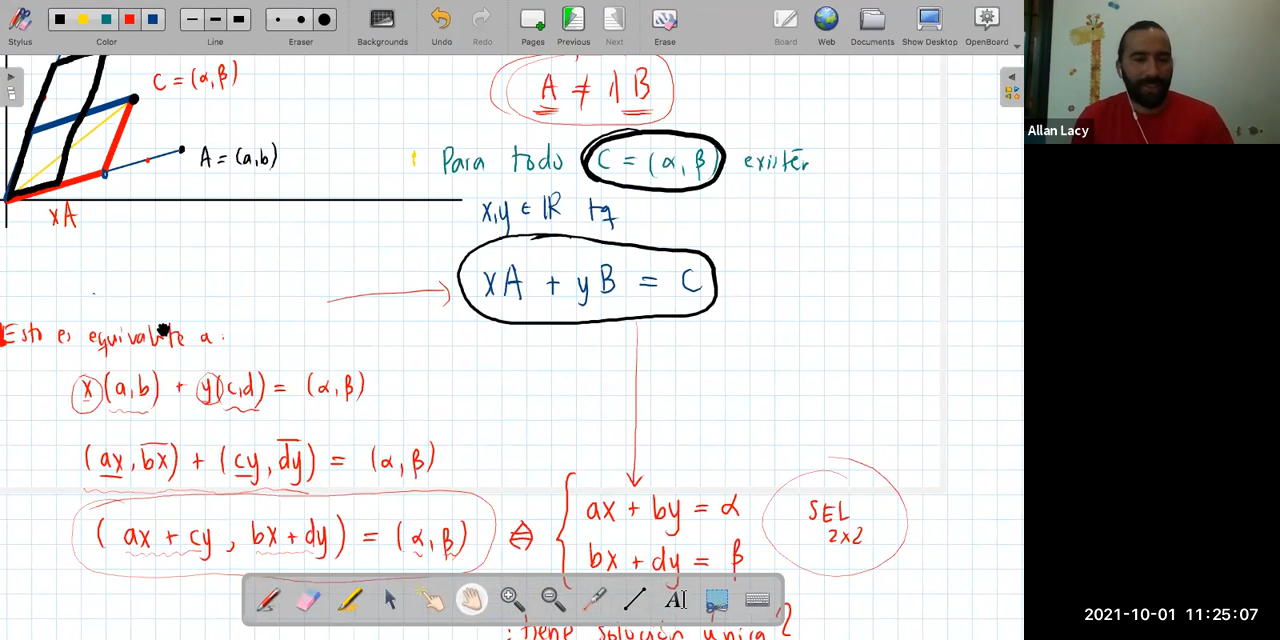 Stylus
Color
Line
Eraser
Backgrounds
Undo
Redo
Pages
Previous
Next
Erase
Board
Web
Documents
Show Desktop
OpenBoard
C = (α, β)
A = (a,b)
xA
A ≠ λB
Para todo C = (α, β) existen
x,y ∈ ℝ tq
xA + yB = C
Esto es equivalente a:
x(a,b) + y(c,d) = (α,β)
(ax, bx) + (cy, dy) = (α,β)
(ax + cy, bx + dy) = (α,β) ⇔
ax + by = α
bx + dy = β
SEL
2x2
tiene solución única
Allan Lacy
2021-10-01 11:25:07